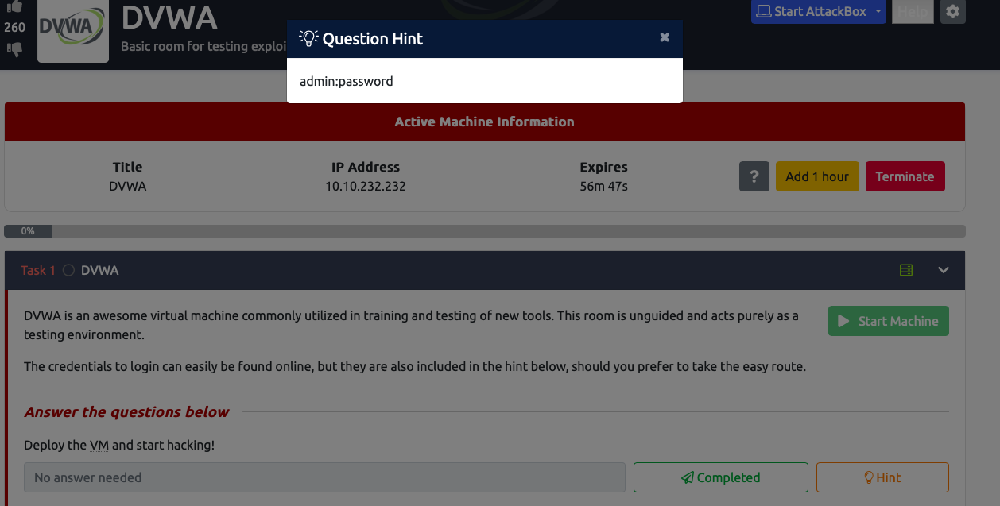 260
DVWA
DVWA
Basic room for testing exploi
Start AttackBox
Help
Question Hint
admin:password
Active Machine Information
Title
IP Address
Expires
DVWA
10.10.232.232
56m 47s
?
Add 1 hour
Terminate
0%
Task 1
DVWA
DVWA is an awesome virtual machine commonly utilized in training and testing of new tools. This room is unguided and acts purely as a
testing environment.
Start Machine
The credentials to login can easily be found online, but they are also included in the hint below, should you prefer to take the easy route.
Answer the questions below
Deploy the VM and start hacking!
No answer needed
Completed
Hint